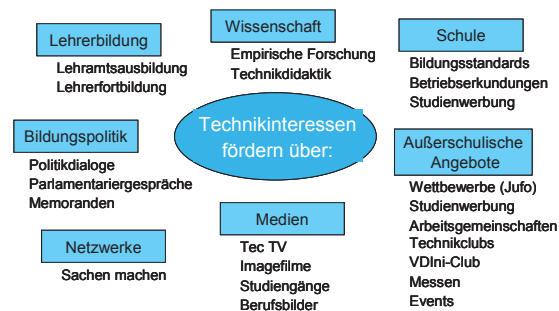 Lehrerbildung
Lehramtsausbildung
Lehrerfortbildung
Wissenschaft
Empirische Forschung
Technikdidaktik
Schule
Bildungsstandards
Betriebserkundungen
Studienwerbung
Technikinteressen
fördern über:
Bildungspolitik
Politikdialoge
Parlamentariergespräche
Memoranden
Außerschulische
Angebote
Wettbewerbe (Jufo)
Studienwerbung
Arbeitsgemeinschaften
Technikclubs
VDIni-Club
Messen
Events
Netzwerke
Sachen machen
Medien
Tec TV
Imagefilme
Studiengänge
Berufsbilder